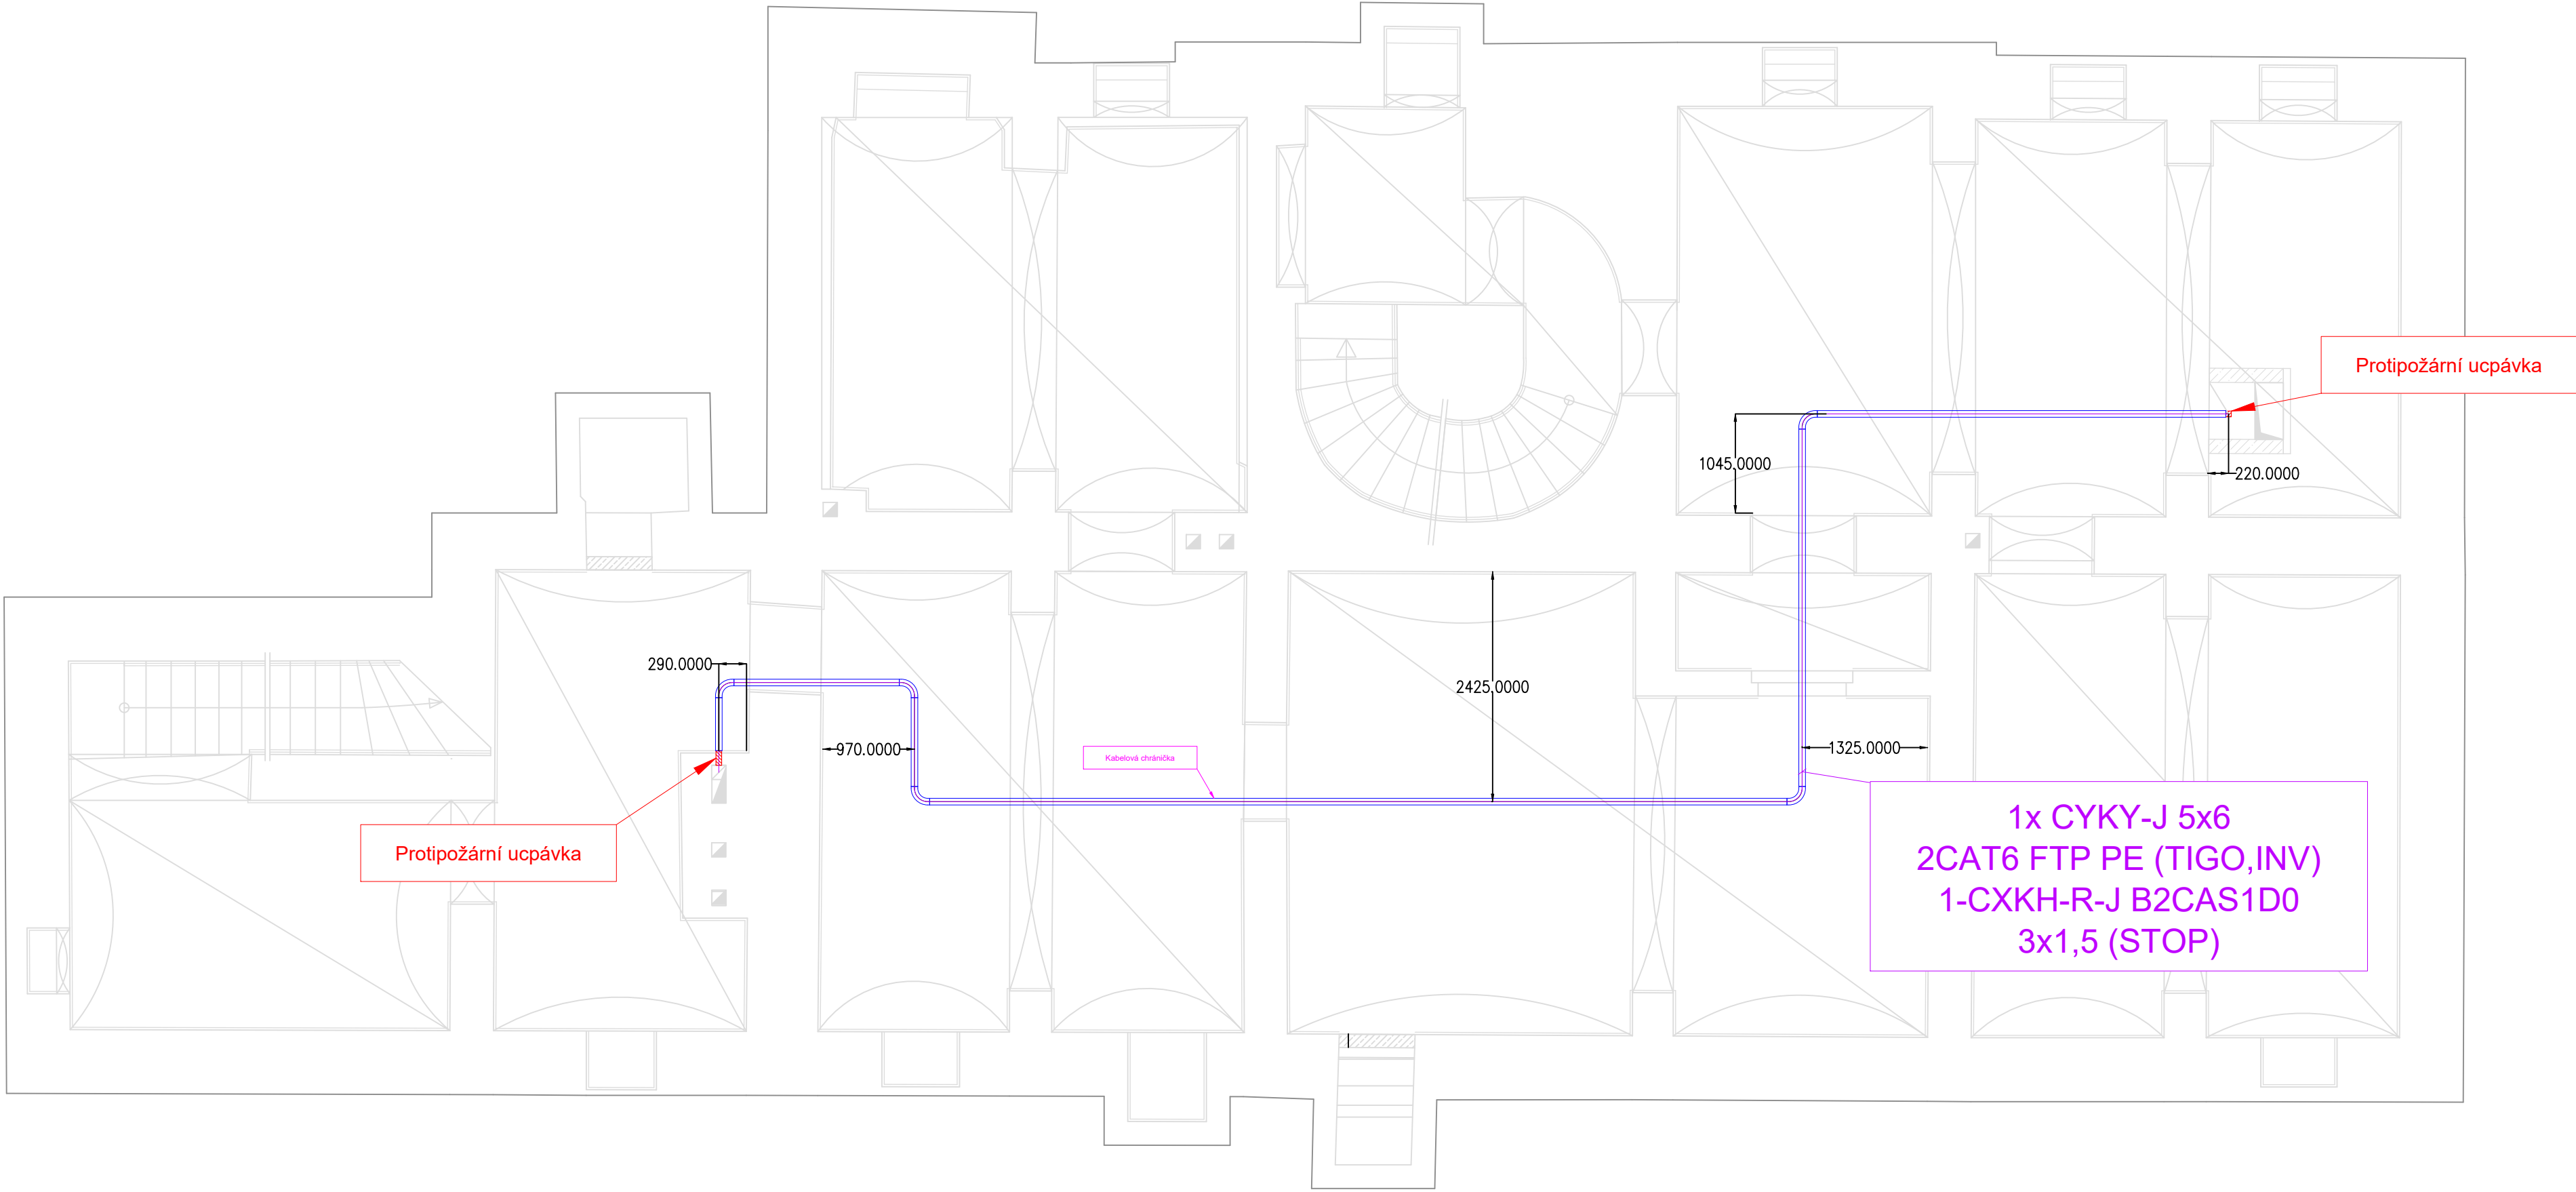 Protipožární ucpávka
1045.0000
220.0000
290.0000
2425.0000
970.0000
1325.0000
Kabelová chránička
1x CYKY-J 5x6
2CAT6 FTP PE (TIGO,INV)
1-CXKH-R-J B2CAS1D0
3x1,5 (STOP)
Protipožární ucpávka